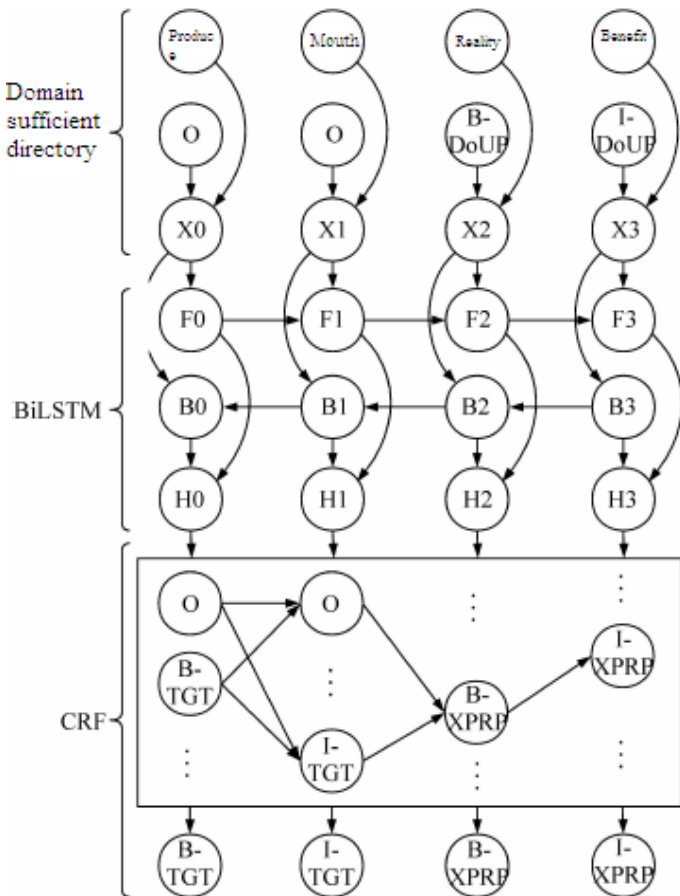 Produc
e
Mouth
Reality
Benefit
Domain
sufficient
directory
O
O
B-
DoUP
I-
DoUP
X0
X1
X2
X3
F0
F1
F2
F3
BiLSTM
B0
B1
B2
B3
H0
H1
H2
H3
CRF
O
O
⋮
⋮
B-
TGT
⋮
B-
XPRP
I-
XPRP
⋮
I-
TGT
⋮
⋮
B-
TGT
I-
TGT
B-
XPRP
I-
XPRP